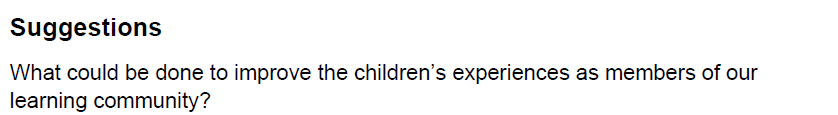 Suggestions
What could be done to improve the children’s experiences as members of our
learning community?